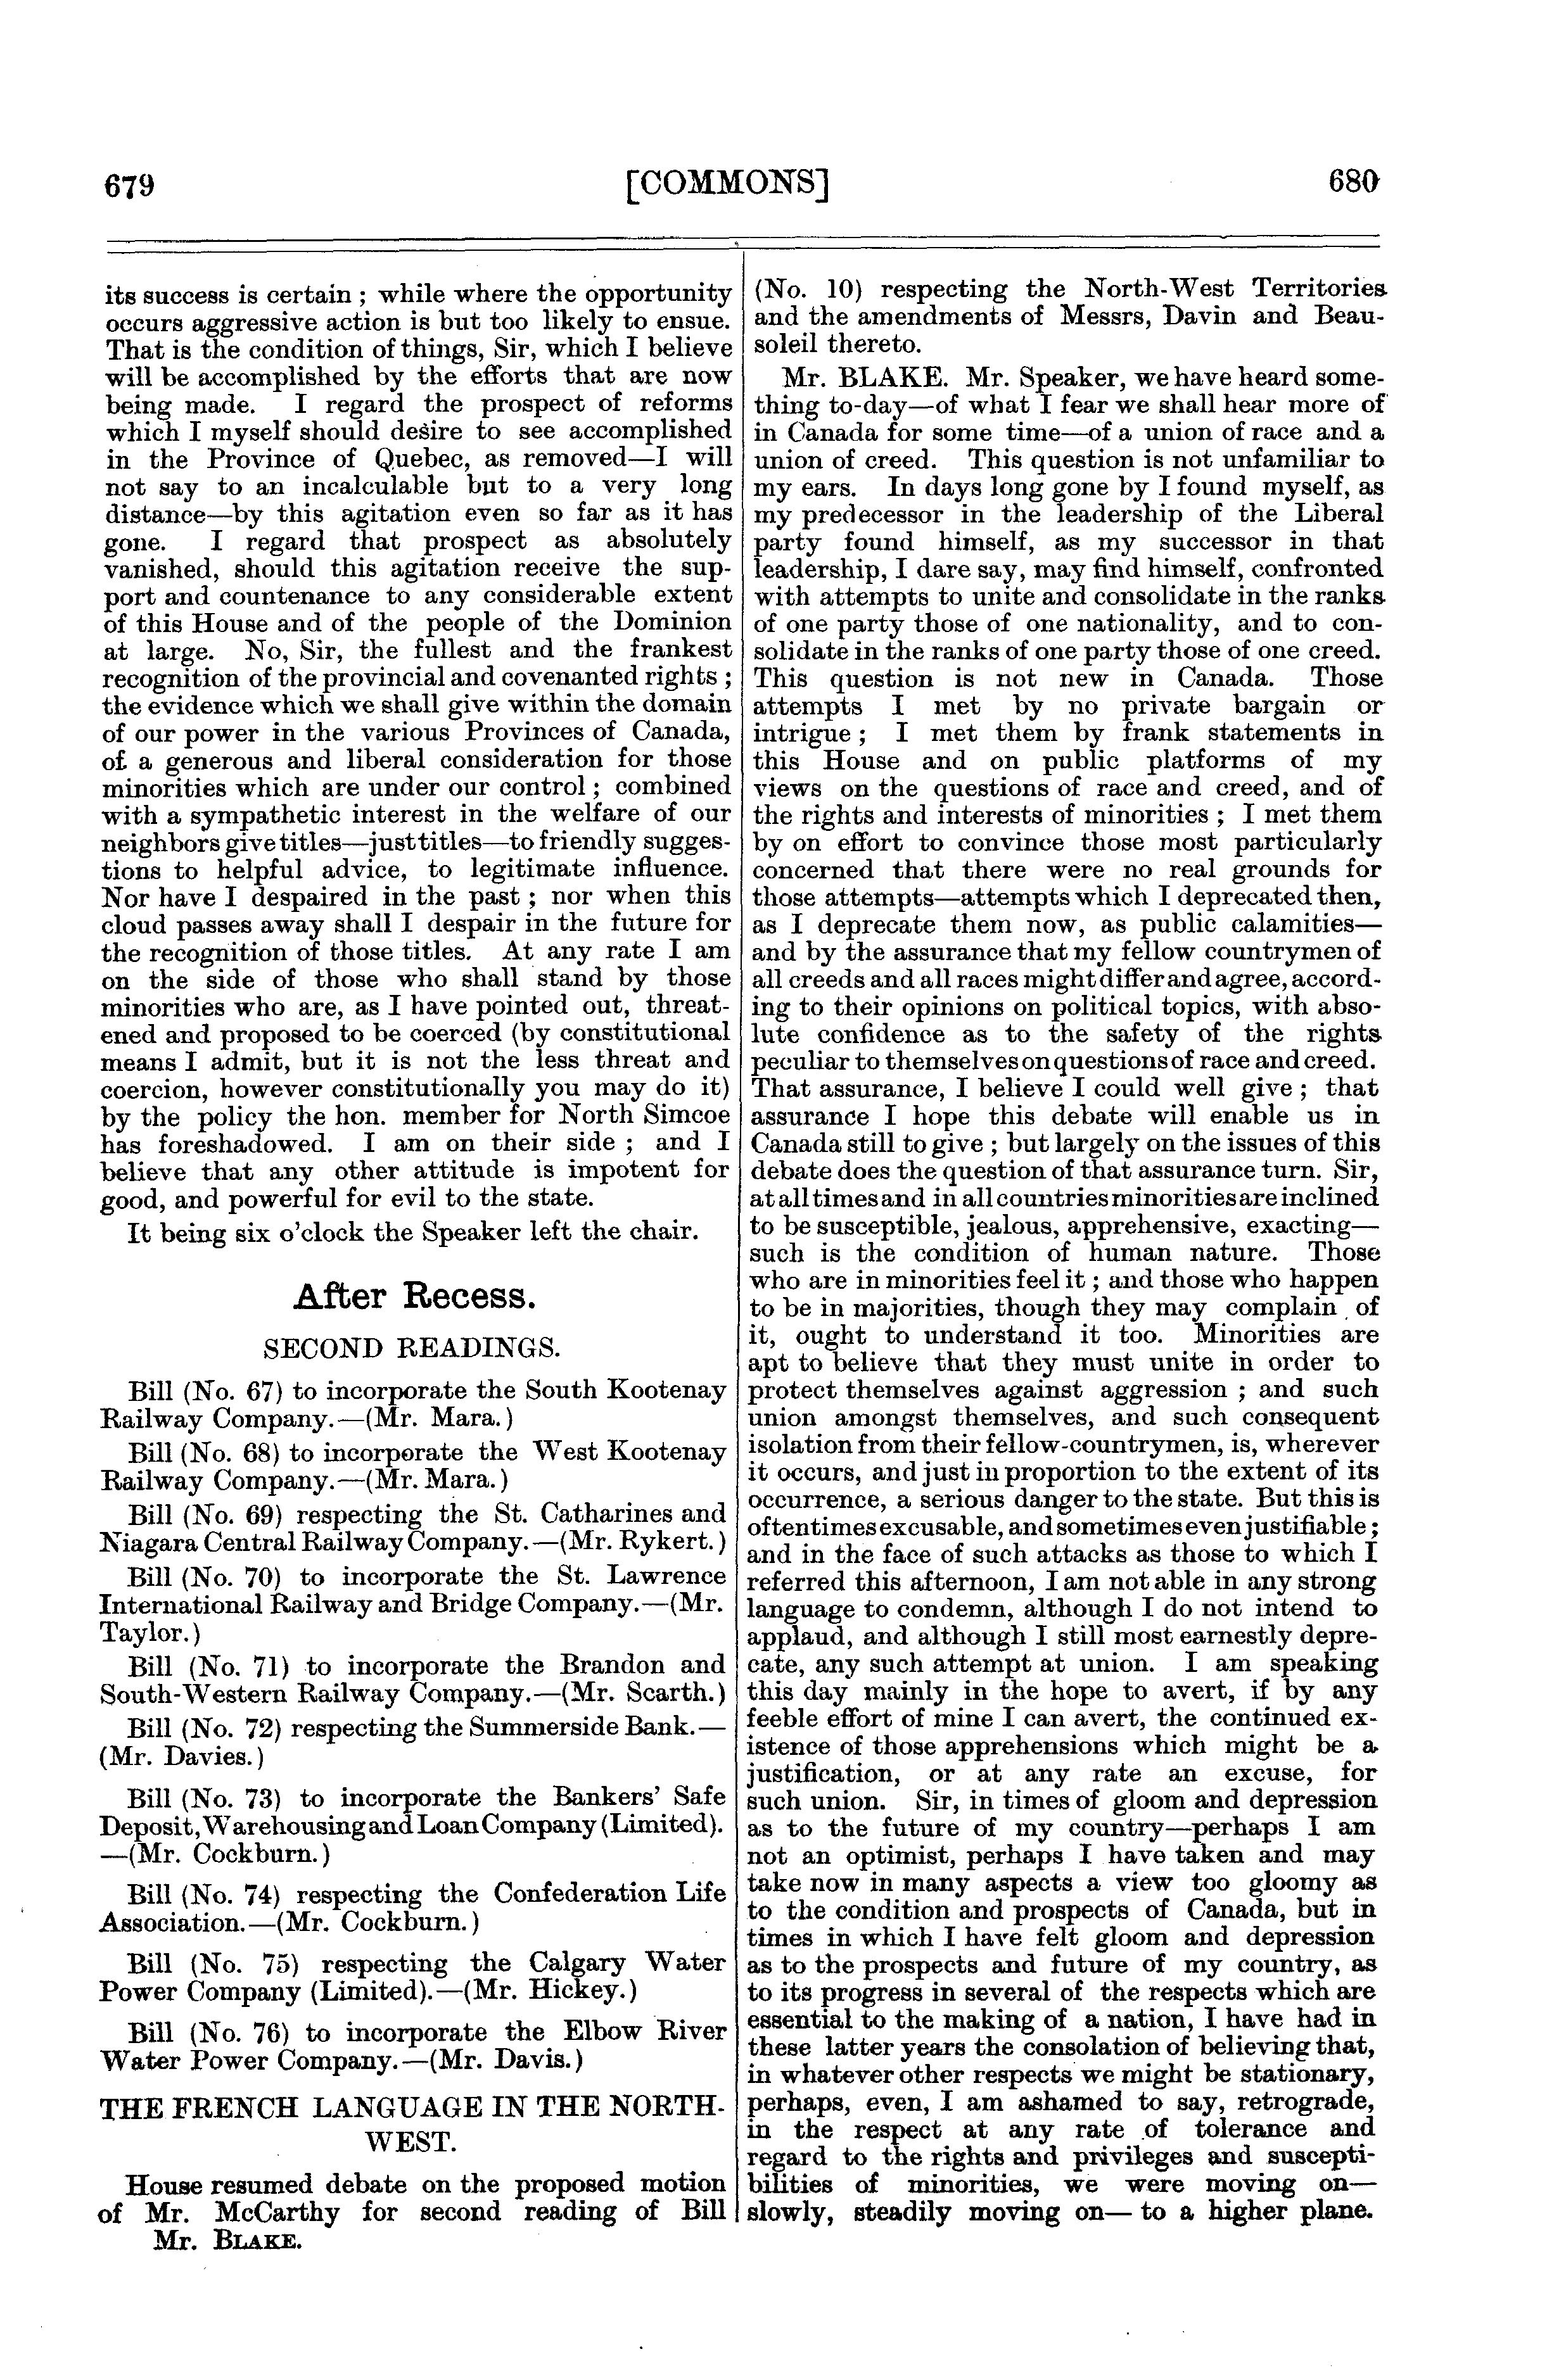 679
[COMMONS]
680
its success is certain ; while where the opportunity
occurs aggressive action is but too likely to ensue.
That is the condition of things, Sir, which I believe
will be accomplished by the efforts that are now
being made. I regard the prospect of reforms
which I myself should desire to see accomplished
in the Province of Quebec, as removed—I will
not say to an incalculable but to a very long
distance—by this agitation even so far as it has
gone. I regard that prospect as absolutely
vanished, should this agitation receive the sup-
port and countenance to any considerable extent
of this House and of the people of the Dominion
at large. No, Sir, the fullest and the frankest
recognition of the provincial and covenanted rights ;
the evidence which we shall give within the domain
of our power in the various Provinces of Canada,
of a generous and liberal consideration for those
minorities which are under our control ; combined
with a sympathetic interest in the welfare of our
neighbors give titles—just titles—to friendly sugges-
tions to helpful advice, to legitimate influence.
Nor have I despaired in the past ; nor when this
cloud passes away shall I despair in the future for
the recognition of those titles. At any rate I am
on the side of those who shall stand by those
minorities who are, as I have pointed out, threat-
ened and proposed to be coerced (by constitutional
means I admit, but it is not the less threat and
coercion, however constitutionally you may do it)
by the policy the hon. member for North Simcoe
has foreshadowed. I am on their side ; and I
believe that any other attitude is impotent for
good, and powerful for evil to the state.
It being six o'clock the Speaker left the chair.
After Recess.
SECOND READINGS.
Bill (No. 67) to incorporate the South Kootenay
Railway Company.—(Mr. Mara.)
Bill (No. 68) to incorporate the West Kootenay
Railway Company.—(Mr. Mara.)
Bill (No. 69) respecting the St. Catharines and
Niagara Central Railway Company.—(Mr. Rykert.)
Bill (No. 70) to incorporate the St. Lawrence
International Railway and Bridge Company.—(Mr.
Taylor.)
Bill (No. 71) to incorporate the Brandon and
South-Western Railway Company.—(Mr. Scarth.)
Bill (No. 72) respecting the Summerside Bank.—
(Mr. Davies.)
Bill (No. 73) to incorporate the Bankers' Safe
Deposit, Warehousing and Loan Company (Limited).
—(Mr. Cockburn.)
Bill (No. 74) respecting the Confederation Life
Association.—(Mr. Cockburn.)
Bill (No. 75) respecting the Calgary Water
Power Company (Limited).—(Mr. Hickey.)
Bill (No. 76) to incorporate the Elbow River
Water Power Company.—(Mr. Davis.)
THE FRENCH LANGUAGE IN THE NORTH-
WEST.
House resumed debate on the proposed motion
of Mr. McCarthy for second reading of Bill
Mr. BLAKE.
(No. 10) respecting the North-West Territories
and the amendments of Messrs, Davin and Beau-
soleil thereto.
Mr. BLAKE. Mr. Speaker, we have heard some-
thing to-day—of what I fear we shall hear more of
in Canada for some time—of a union of race and a
union of creed. This question is not unfamiliar to
my ears. In days long gone by I found myself, as
my predecessor in the leadership of the Liberal
party found himself, as my successor in that
leadership, I dare say, may find himself, confronted
with attempts to unite and consolidate in the ranks
of one party those of one nationality, and to con-
solidate in the ranks of one party those of one creed.
This question is not new in Canada. Those
attempts I met by no private bargain or
intrigue ; I met them by frank statements in
this House and on public platforms of my
views on the questions of race and creed, and of
the rights and interests of minorities ; I met them
by on effort to convince those most particularly
concerned that there were no real grounds for
those attempts—attempts which I deprecated then,
as I deprecate them now, as public calamities—
and by the assurance that my fellow countrymen of
all creeds and all races might differ and agree, accord-
ing to their opinions on political topics, with abso-
lute confidence as to the safety of the rights
peculiar to themselves on questions of race and creed.
That assurance, I believe I could well give ; that
assurance I hope this debate will enable us in
Canada still to give ; but largely on the issues of this
debate does the question of that assurance turn. Sir,
at all times and in all countries minorities are inclined
to be susceptible, jealous, apprehensive, exacting—
such is the condition of human nature. Those
who are in minorities feel it ; and those who happen
to be in majorities, though they may complain of
it, ought to understand it too. Minorities are
apt to believe that they must unite in order to
protect themselves against aggression ; and such
union amongst themselves, and such consequent
isolation from their fellow-countrymen, is, wherever
it occurs, and just in proportion to the extent of its
occurrence, a serious danger to the state. But this is
oftentimes excusable, and sometimes even justifiable ;
and in the face of such attacks as those to which I
referred this afternoon, I am not able in any strong
language to condemn, although I do not intend to
applaud, and although I still most earnestly depre-
cate, any such attempt at union. I am speaking
this day mainly in the hope to avert, if by any
feeble effort of mine I can avert, the continued ex-
istence of those apprehensions which might be a
justification, or at any rate an excuse, for
such union. Sir, in times of gloom and depression
as to the future of my country—perhaps I am
not an optimist, perhaps I have taken and may
take now in many aspects a view too gloomy as
to the condition and prospects of Canada, but in
times in which I have felt gloom and depression
as to the prospects and future of my country, as
to its progress in several of the respects which are
essential to the making of a nation, I have had in
these latter years the consolation of believing that,
in whatever other respects we might be stationary,
perhaps, even, I am ashamed to say, retrograde,
in the respect at any rate of tolerance and
regard to the rights and privileges and suscepti-
bilities of minorities, we were moving on—
slowly, steadily moving on— to a higher plane.